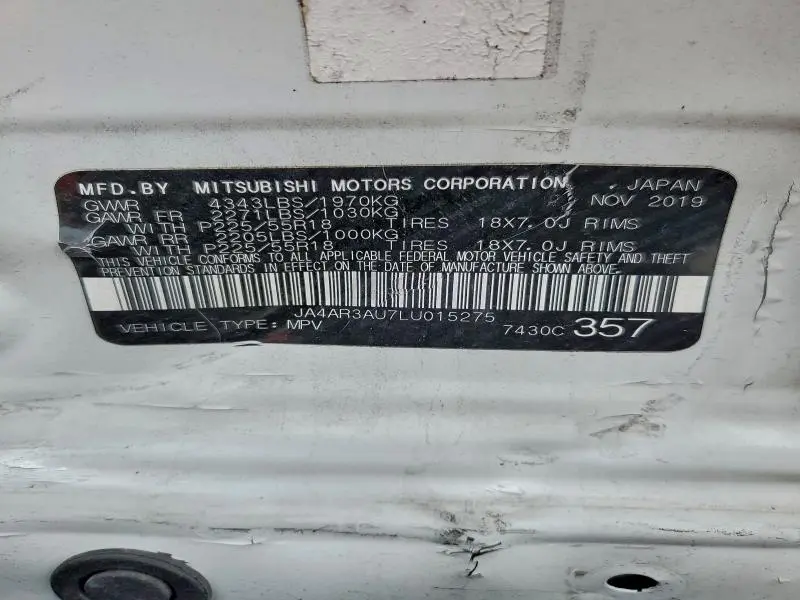 MFD.BY MITSUBISHI MOTORS CORPORATION JAPAN
GVWR 4343LBS/1970KG NOV 2019
GAWR FR 2271LBS/1030KG
WITH P225/55R18 TIRES 18X7.0J RIMS
GAWR RR 2205LBS/1000KG
WITH P225/55R18 TIRES 18X7.0J RIMS
THIS VEHICLE CONFORMS TO ALL APPLICABLE FEDERAL MOTOR VEHICLE SAFETY AND THEFT
PREVENTION STANDARDS IN EFFECT ON THE DATE OF MANUFACTURE SHOWN ABOVE.
JA4AR3AU7LU015275
VEHICLE TYPE: MPV 7430C 357